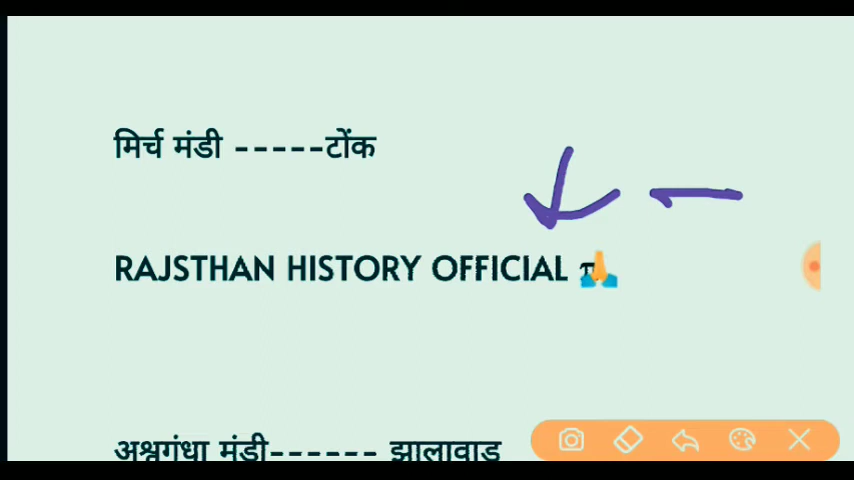 मिर्च मंडी -----टोंक
RAJSTHAN HISTORY OFFICIAL 🙏
अश्वगंधा मंडी------ झालावाड़